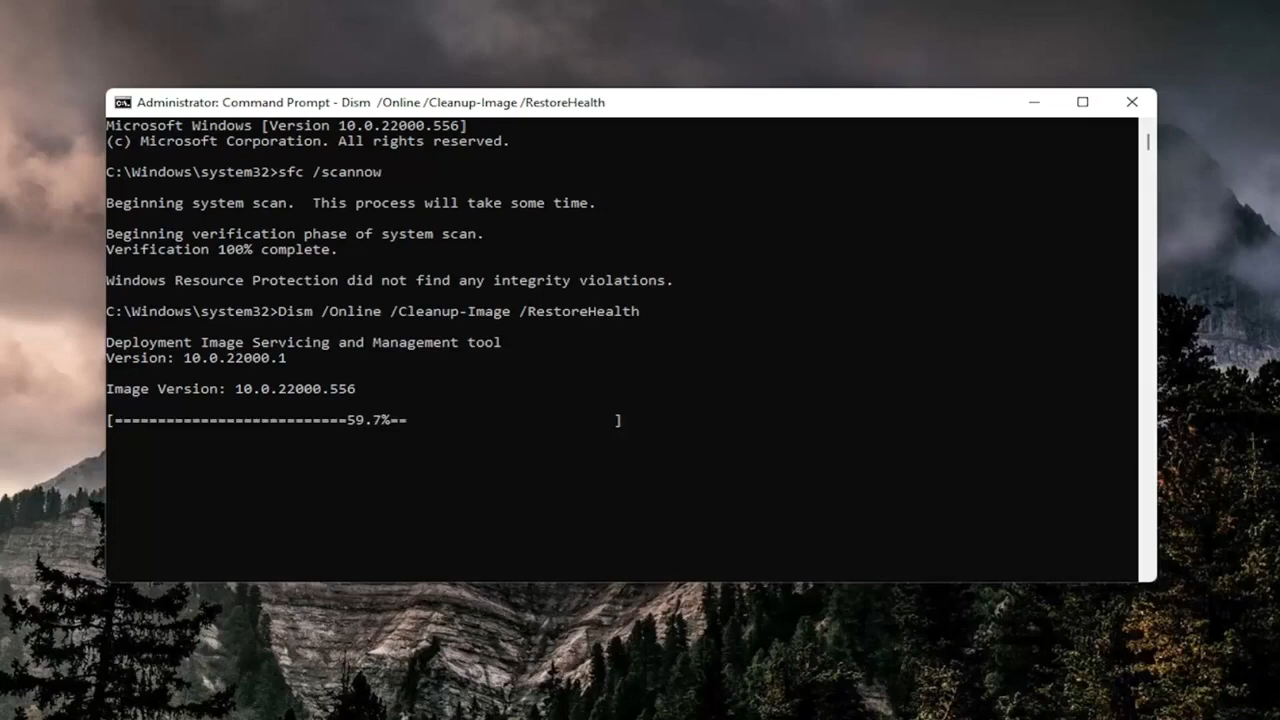 Administrator: Command Prompt - Dism  /Online /Cleanup-Image /RestoreHealth
Microsoft Windows [Version 10.0.22000.556]
(c) Microsoft Corporation. All rights reserved.
C:\Windows\system32>sfc /scannow
Beginning system scan.  This process will take some time.
Beginning verification phase of system scan.
Verification 100% complete.
Windows Resource Protection did not find any integrity violations.
C:\Windows\system32>Dism /Online /Cleanup-Image /RestoreHealth
Deployment Image Servicing and Management tool
Version: 10.0.22000.1
Image Version: 10.0.22000.556
[===========================59.7%==                        ]